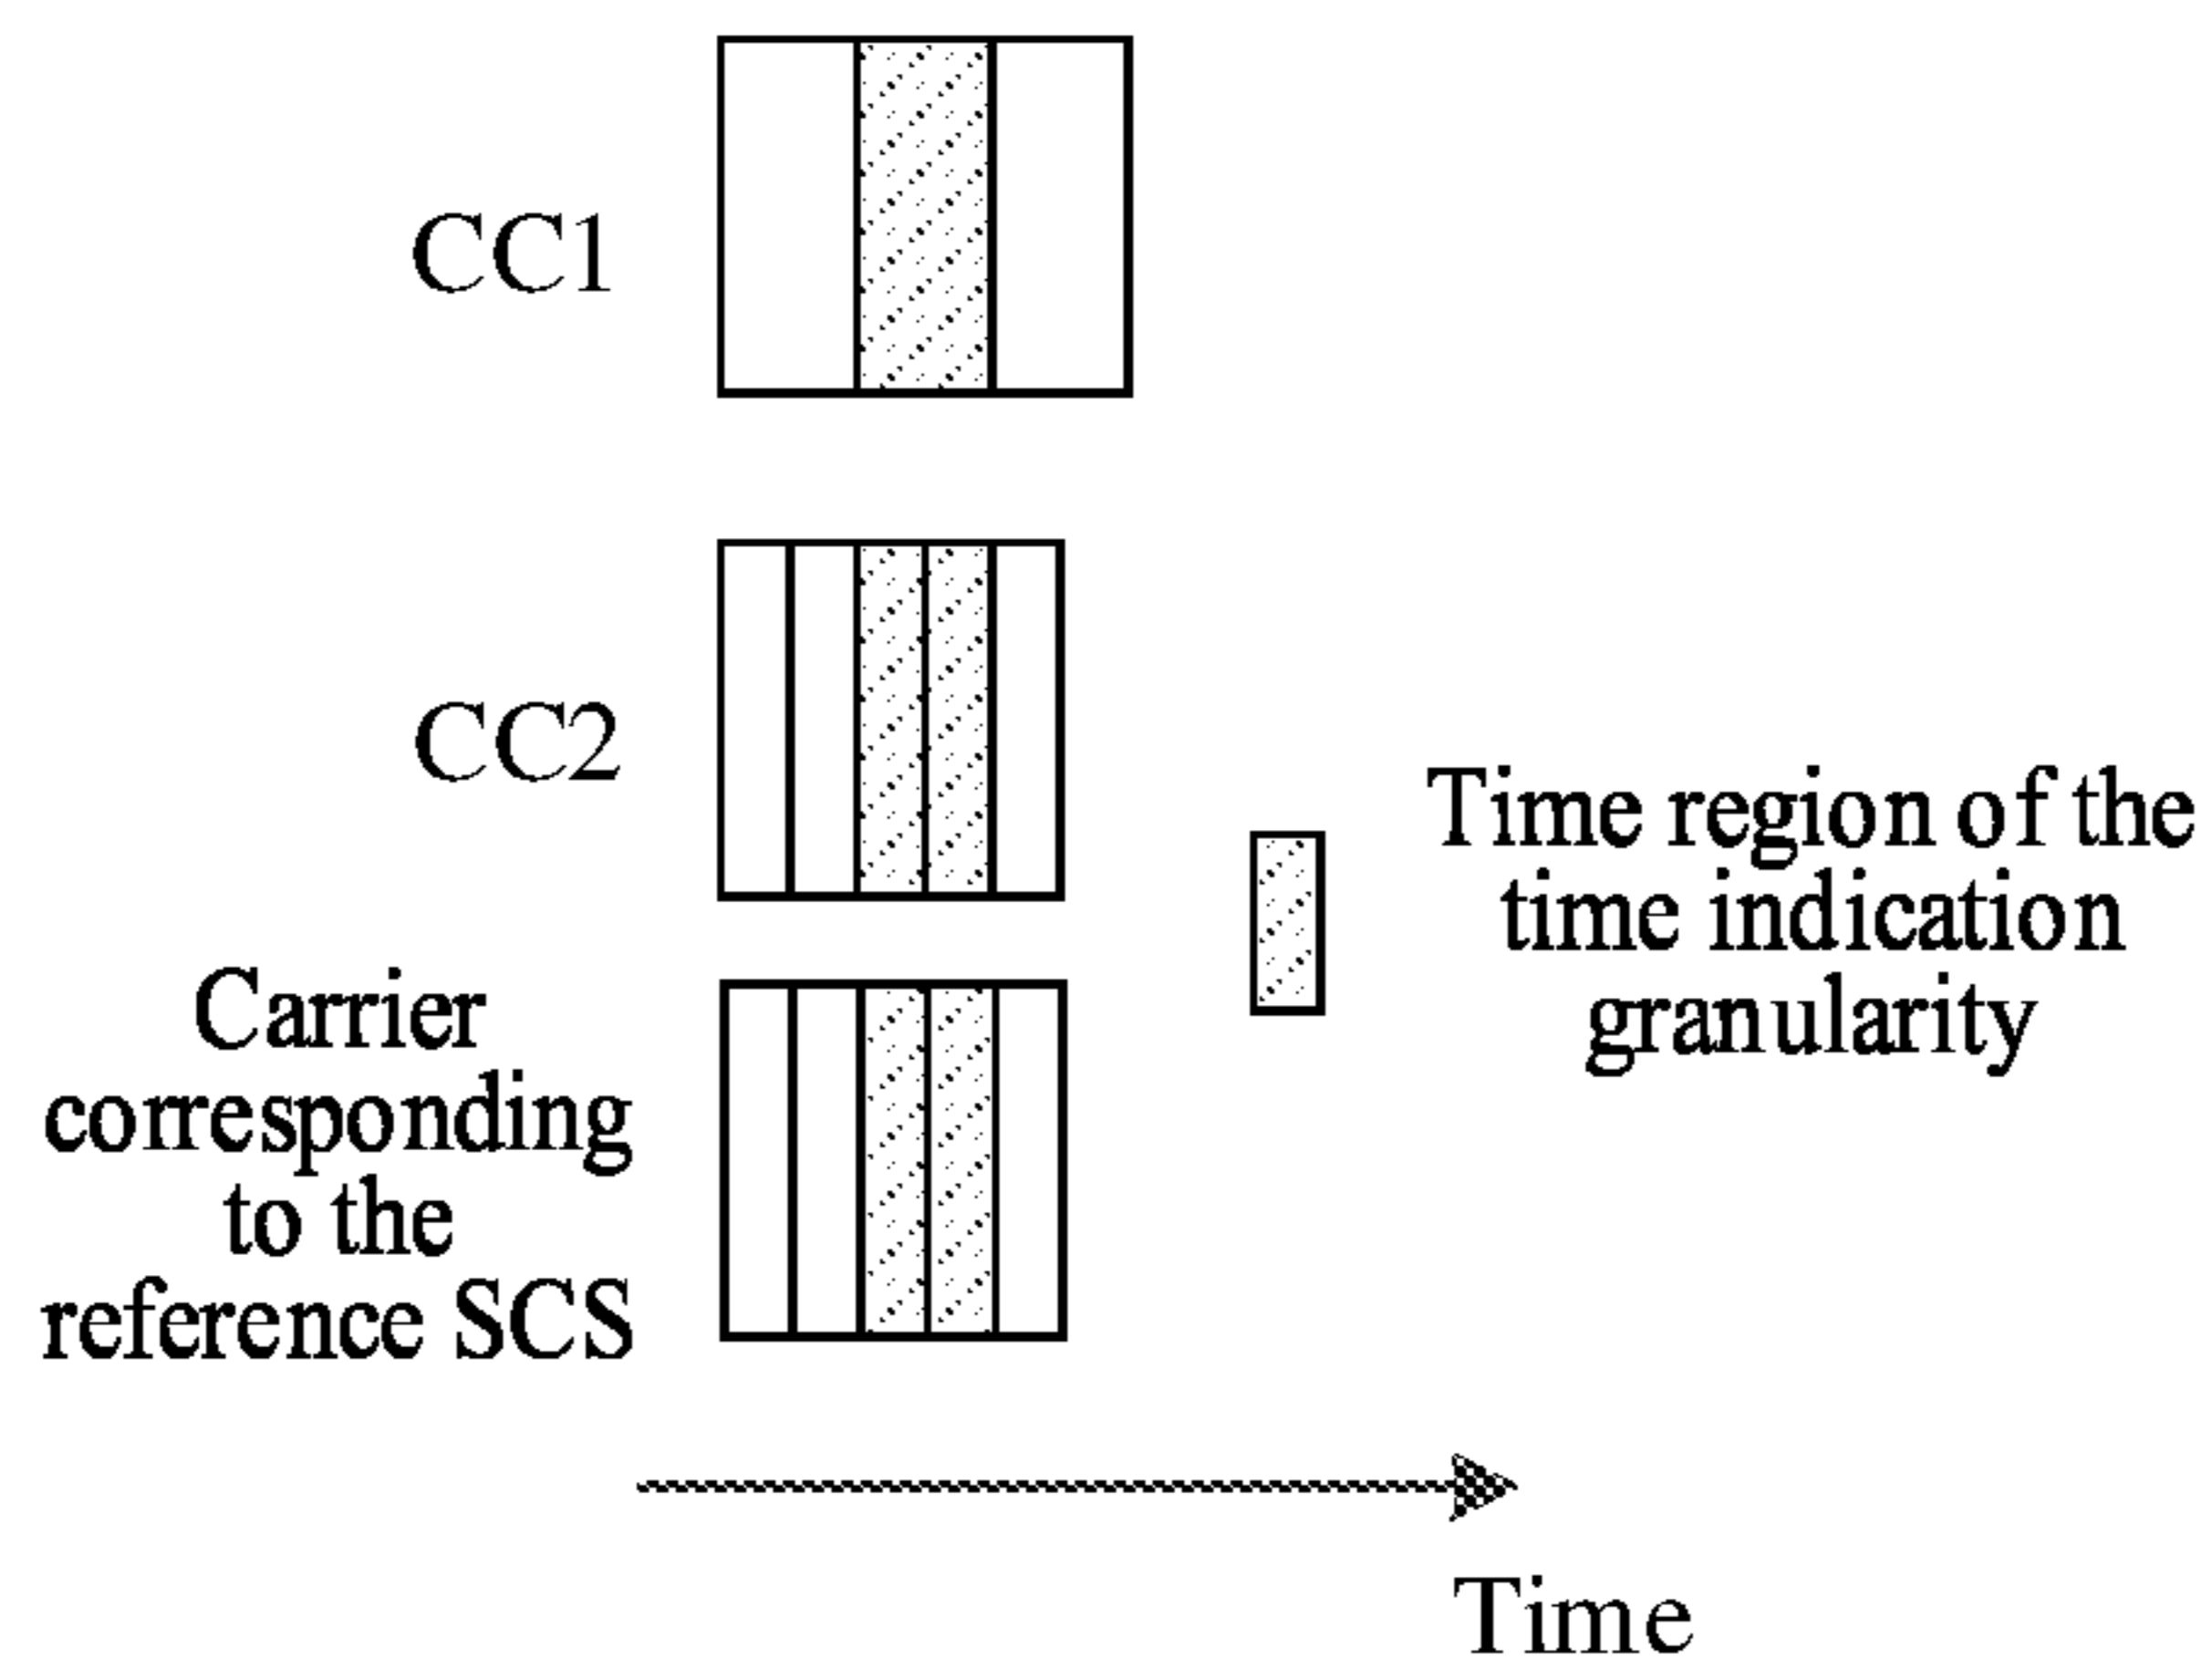 CC1
CC2
Carrier
corresponding
to the
reference SCS
Time region of the
time indication
granularity
Time